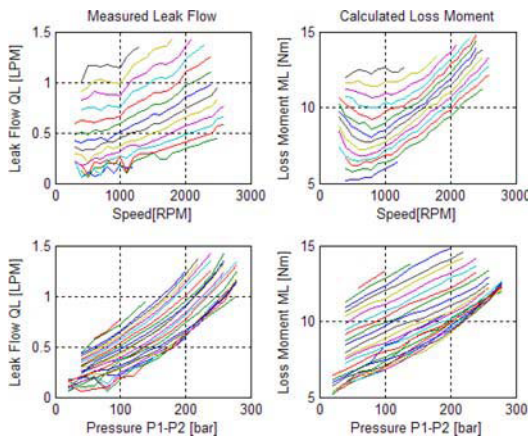 Measured Leak Flow
Calculated Loss Moment
Leak Flow QL [LPM]
1.5
1
0.5
0
0 1000 2000 3000
Speed[RPM]
Loss Moment ML [Nm]
15
10
5
0 1000 2000 3000
Speed[RPM]
Leak Flow QL [LPM]
1.5
1
0.5
0
0 100 200 300
Pressure P1-P2 [bar]
Loss Moment ML [Nm]
15
10
5
0 100 200 300
Pressure P1-P2 [bar]